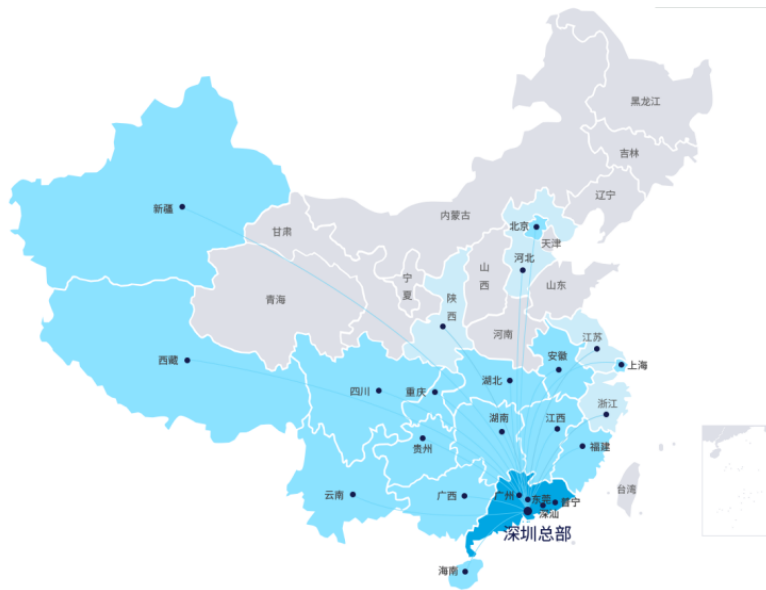 黑龙江
吉林
辽宁
新疆
内蒙古
北京
甘肃
天津
河北
山西
宁夏
山东
青海
陕西
河南
江苏
安徽
上海
西藏
湖北
四川
重庆
浙江
湖南
江西
贵州
福建
台湾
云南
广西
广州
东莞
普宁
深汕
深圳总部
海南